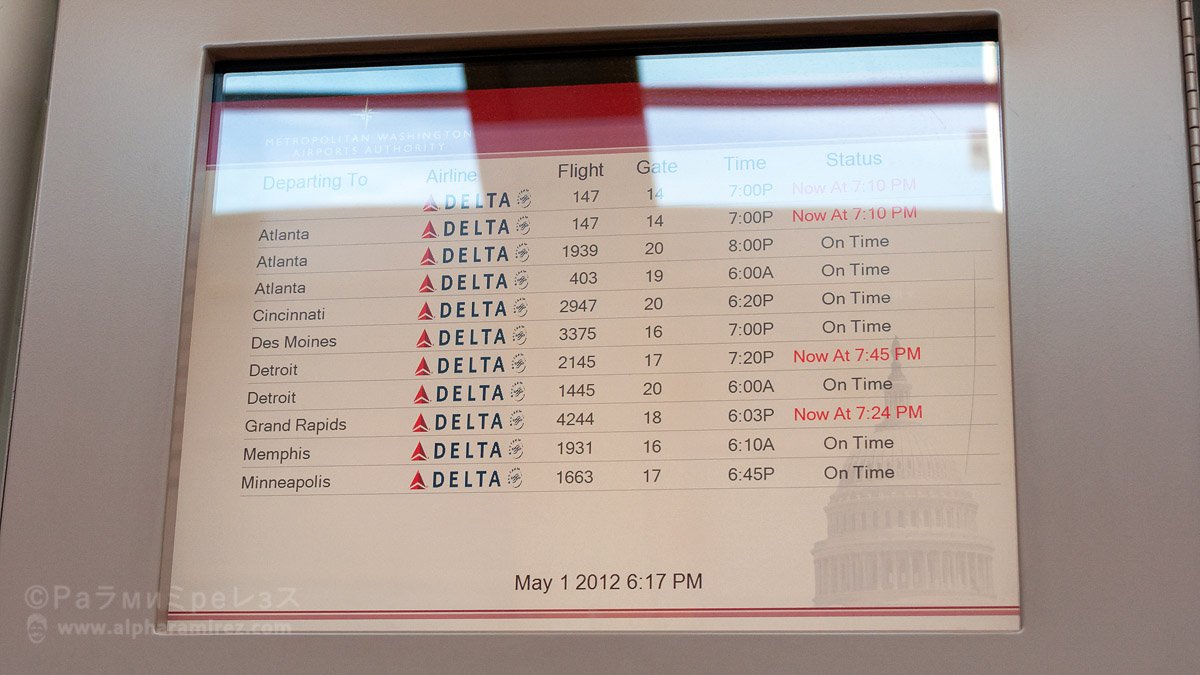 METROPOLITAN WASHINGTON
AIRPORTS AUTHORITY
Departing To Airline Flight Gate Time Status
DELTA 147 14 7:00P Now At 7:10 PM
Atlanta DELTA 147 14 7:00P Now At 7:10 PM
Atlanta DELTA 1939 20 8:00P On Time
Atlanta DELTA 403 19 6:00A On Time
Cincinnati DELTA 2947 20 6:20P On Time
Des Moines DELTA 3375 16 7:00P On Time
Detroit DELTA 2145 17 7:20P Now At 7:45 PM
Detroit DELTA 1445 20 6:00A On Time
Grand Rapids DELTA 4244 18 6:03P Now At 7:24 PM
Memphis DELTA 1931 16 6:10A On Time
Minneapolis DELTA 1663 17 6:45P On Time
May 1 2012 6:17 PM
www.alpharamirez.com